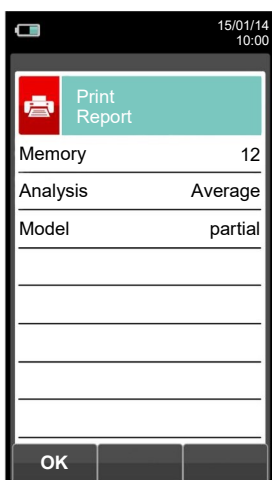 15/01/14
10:00
Print
Report
Memory 12
Analysis Average
Model partial
OK